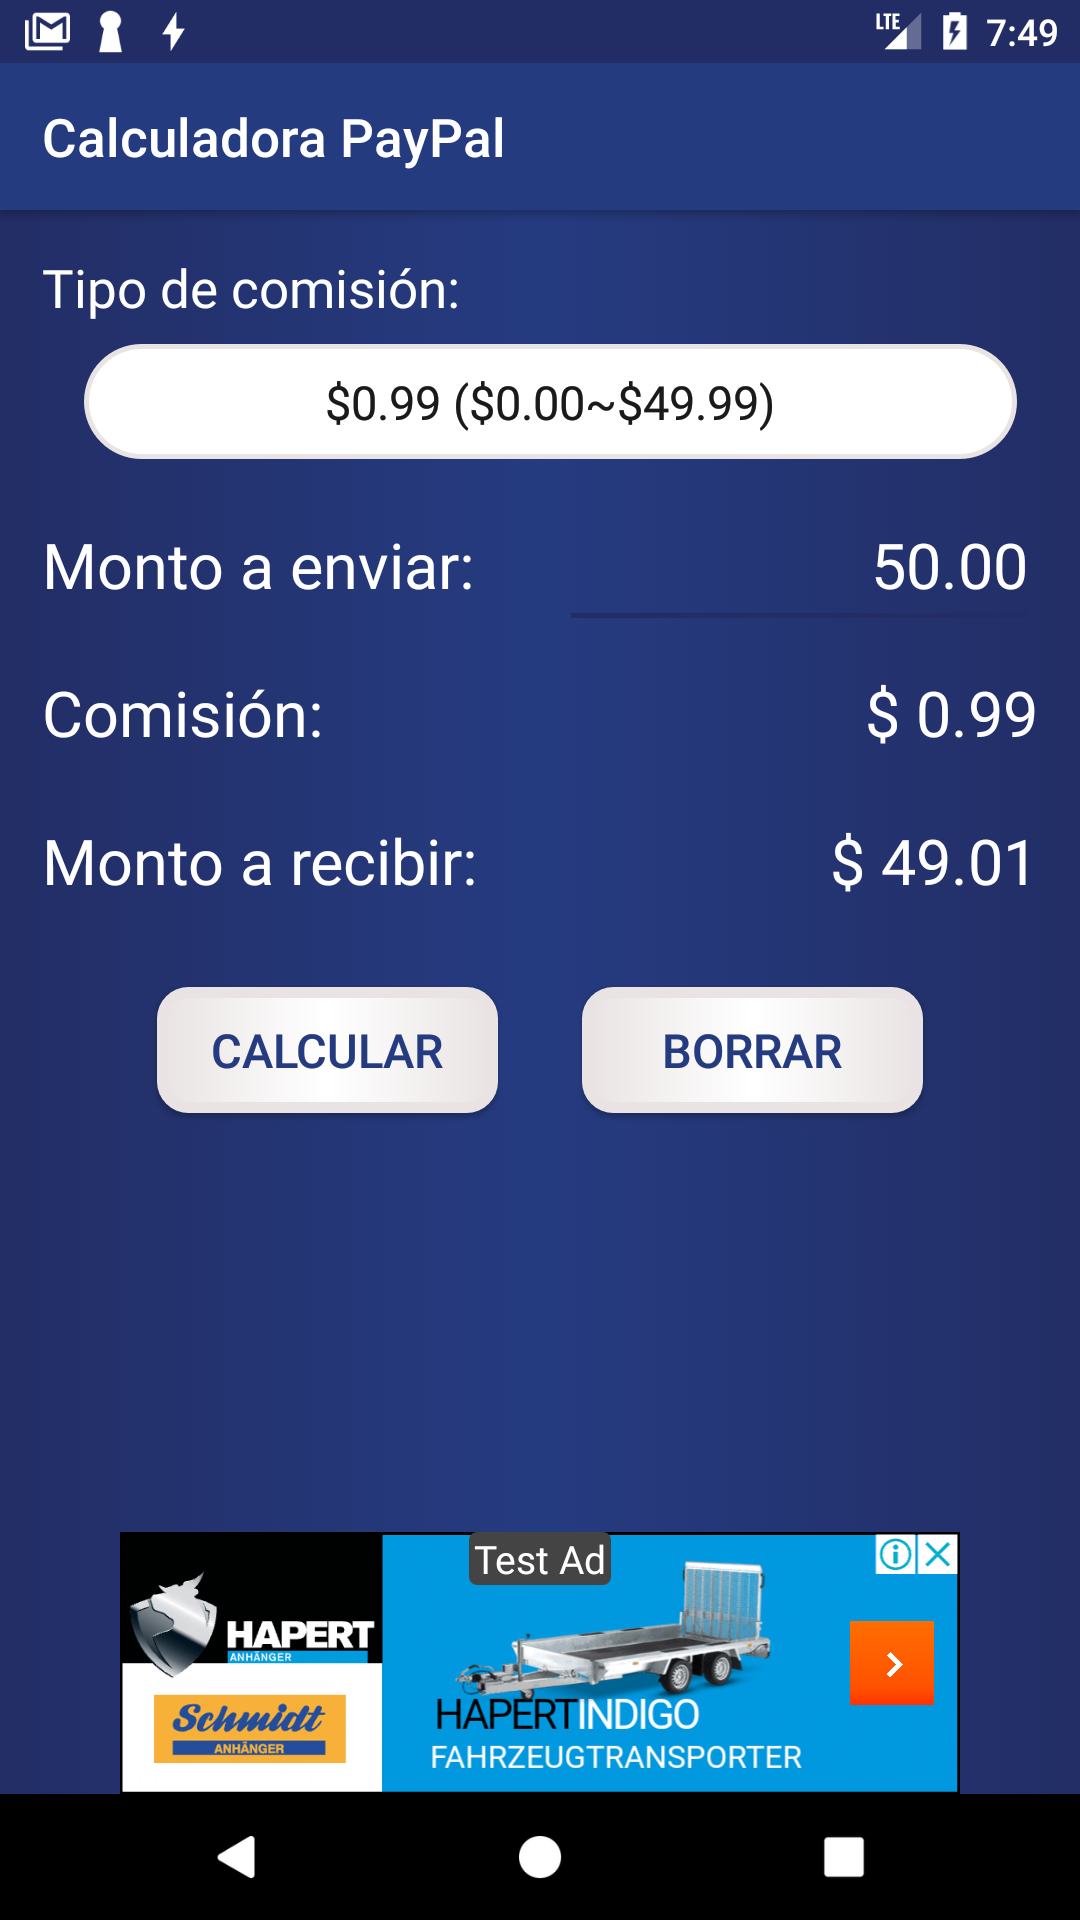 LTE 7:49
Calculadora PayPal
Tipo de comisión:
$0.99 ($0.00~$49.99)
Monto a enviar: 50.00
Comisión: $ 0.99
Monto a recibir: $ 49.01
CALCULAR BORRAR
Test Ad
HAPERT
ANHÄNGER
Schmidt
ANHÄNGER
HAPERTINDIGO
FAHRZEUGTRANSPORTER